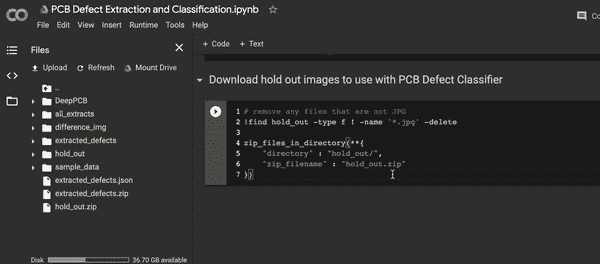 PCB Defect Extraction and Classification.ipynb
File Edit View Insert Runtime Tools Help
Co
Files
Upload Refresh Mount Drive
..
DeepPCB
all_extracts
difference_img
extracted_defects
hold_out
sample_data
extracted_defects.json
extracted_defects.zip
hold_out.zip
Disk 36.70 GB available
+ Code + Text
Download hold out images to use with PCB Defect Classifier
1 # remove any files that are not JPG
2 !find hold_out -type f ! -name '*.jpg' -delete
3
4 zip_files_in_directory(**{
5 "directory" : "hold_out/",
6 "zip_filename" : "hold_out.zip"
7 })